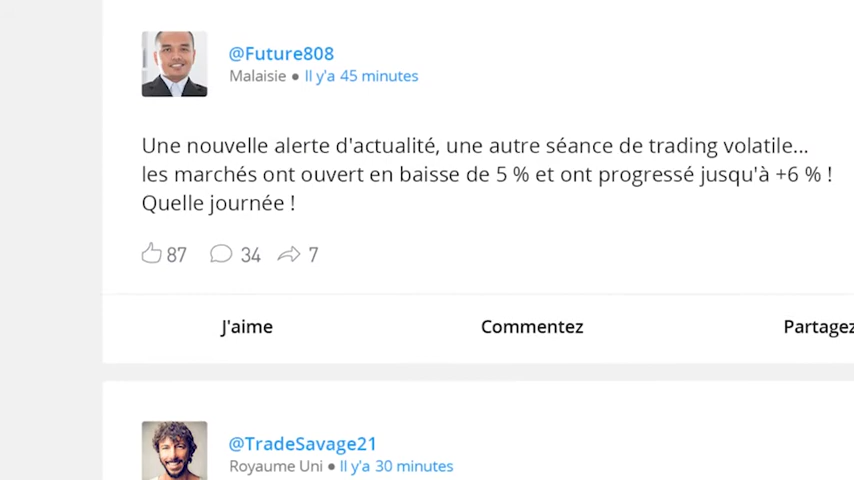 @Future808
Malaisie ● Il y'a 45 minutes
Une nouvelle alerte d'actualité, une autre séance de trading volatile...
les marchés ont ouvert en baisse de 5 % et ont progressé jusqu'à +6 % !
Quelle journée !
87 34 7
J'aime Commentez Partagez
@TradeSavage21
Royaume Uni ● Il y'a 30 minutes